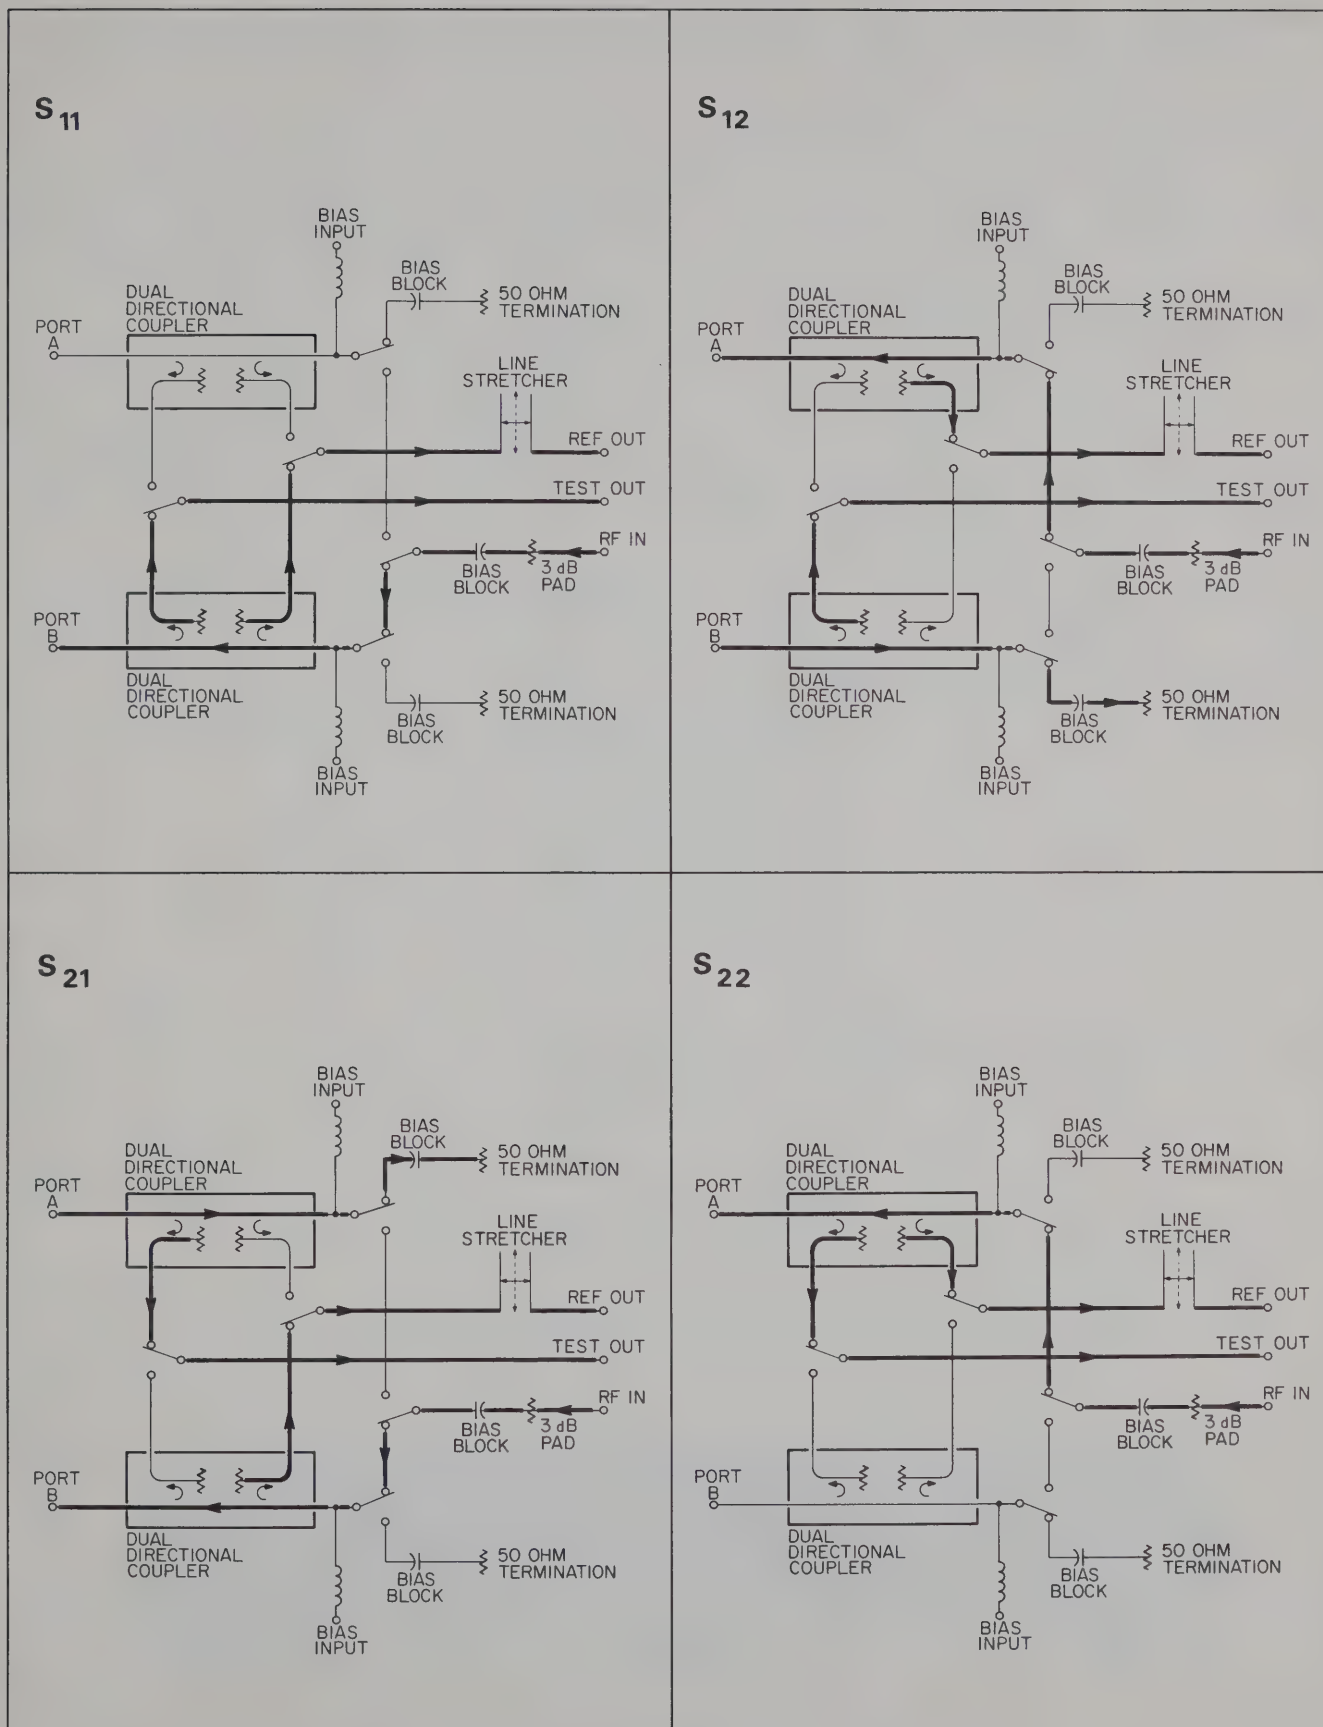 S11
BIAS
INPUT
BIAS
BLOCK
50 OHM
TERMINATION
DUAL
DIRECTIONAL
COUPLER
PORT
A
LINE
STRETCHER
REF OUT
TEST OUT
RF IN
BIAS
BLOCK
3 dB
PAD
PORT
B
DUAL
DIRECTIONAL
COUPLER
50 OHM
TERMINATION
BIAS
BLOCK
BIAS
INPUT
S12
BIAS
INPUT
BIAS
BLOCK
50 OHM
TERMINATION
DUAL
DIRECTIONAL
COUPLER
PORT
A
LINE
STRETCHER
REF OUT
TEST OUT
RF IN
BIAS
BLOCK
3 dB
PAD
PORT
B
DUAL
DIRECTIONAL
COUPLER
50 OHM
TERMINATION
BIAS
BLOCK
BIAS
INPUT
S21
BIAS
INPUT
BIAS
BLOCK
50 OHM
TERMINATION
DUAL
DIRECTIONAL
COUPLER
PORT
A
LINE
STRETCHER
REF OUT
TEST OUT
RF IN
BIAS
BLOCK
3 dB
PAD
PORT
B
DUAL
DIRECTIONAL
COUPLER
50 OHM
TERMINATION
BIAS
BLOCK
BIAS
INPUT
S22
BIAS
INPUT
BIAS
BLOCK
50 OHM
TERMINATION
DUAL
DIRECTIONAL
COUPLER
PORT
A
LINE
STRETCHER
REF OUT
TEST OUT
RF IN
BIAS
BLOCK
3 dB
PAD
PORT
B
DUAL
DIRECTIONAL
COUPLER
50 OHM
TERMINATION
BIAS
BLOCK
BIAS
INPUT